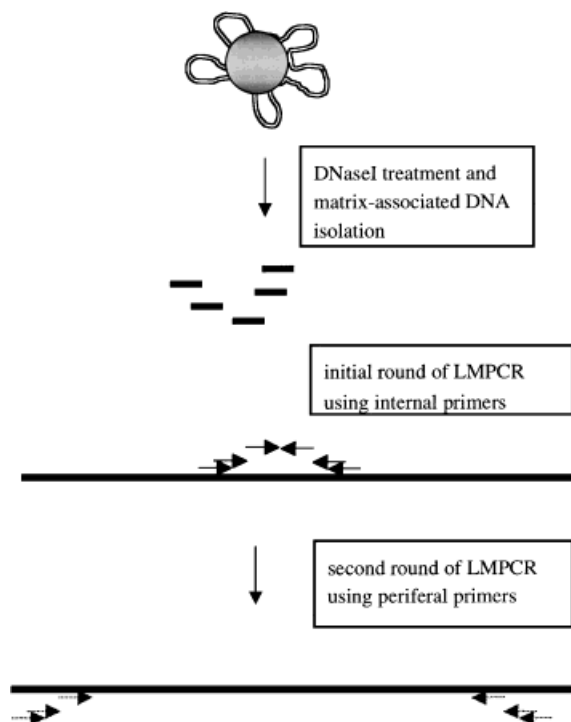 DNaseI treatment and
matrix-associated DNA
isolation
initial round of LMPCR
using internal primers
second round of LMPCR
using periferal primers